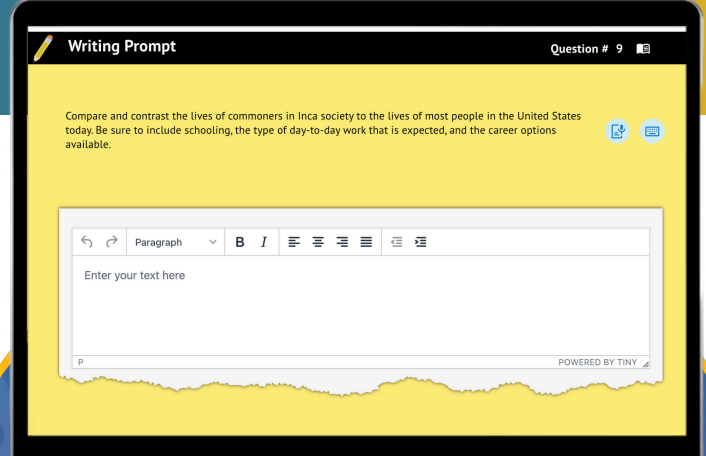 Writing Prompt
Question # 9
Compare and contrast the lives of commoners in Inca society to the lives of most people in the United States
today. Be sure to include schooling, the type of day-to-day work that is expected, and the career options
available.
Paragraph
B I
Enter your text here
P
POWERED BY TINY